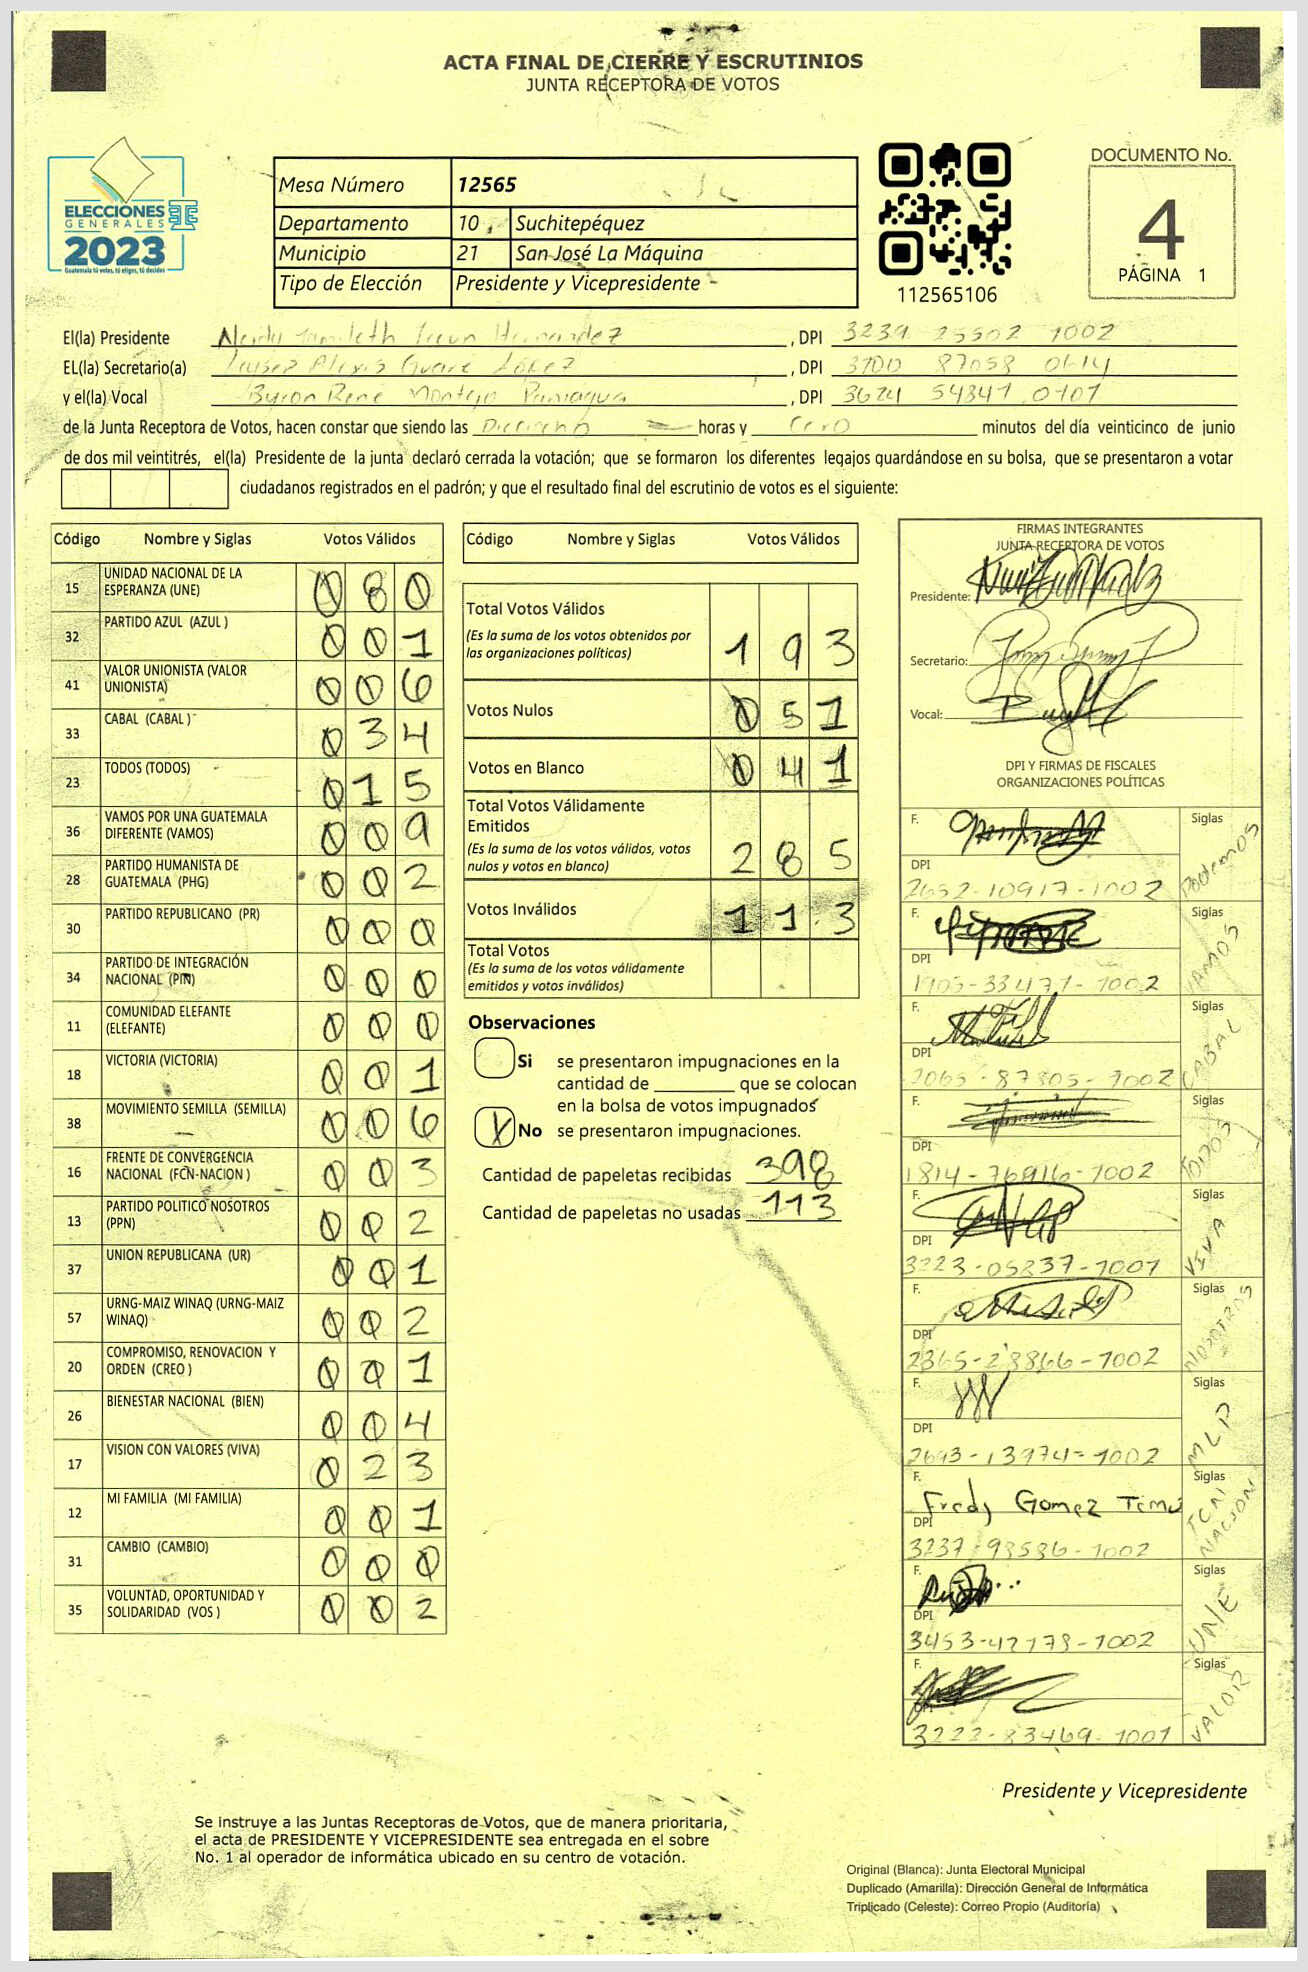 ACTA FINAL DE CIERRE Y ESCRUTINIOS
JUNTA RECEPTORA DE VOTOS
ELECCIONES
GENERALES
2023
Guatemala tú votes, tú eliges, tú decides
Mesa Número 12565
Departamento 10 Suchitepéquez
Municipio 21 San José La Máquina
Tipo de Elección Presidente y Vicepresidente
112565106
DOCUMENTO No.
4
PÁGINA 1
El(la) Presidente Hernandez, DPI 3239 25502 1002
EL(la) Secretario(a) Alexis López, DPI 3700 87058 0614
y el(la) Vocal Byron Rene Montejo Paniagua, DPI 3624 54847 0101
de la Junta Receptora de Votos, hacen constar que siendo las Dieciocho horas y Cero minutos del día veinticinco de junio
de dos mil veintitrés, el(la) Presidente de la junta declaró cerrada la votación; que se formaron los diferentes legajos guardándose en su bolsa, que se presentaron a votar
ciudadanos registrados en el padrón; y que el resultado final del escrutinio de votos es el siguiente:
Código Nombre y Siglas Votos Válidos
15 UNIDAD NACIONAL DE LA ESPERANZA (UNE) 0 8 0
32 PARTIDO AZUL (AZUL ) 0 0 1
41 VALOR UNIONISTA (VALOR UNIONISTA) 0 0 6
33 CABAL (CABAL ) 0 3 4
23 TODOS (TODOS) 0 1 5
36 VAMOS POR UNA GUATEMALA DIFERENTE (VAMOS) 0 0 9
28 PARTIDO HUMANISTA DE GUATEMALA (PHG) 0 0 2
30 PARTIDO REPUBLICANO (PR) 0 0 0
34 PARTIDO DE INTEGRACIÓN NACIONAL (PIN) 0 0 0
11 COMUNIDAD ELEFANTE (ELEFANTE) 0 0 0
18 VICTORIA (VICTORIA) 0 0 1
38 MOVIMIENTO SEMILLA (SEMILLA) 0 0 6
16 FRENTE DE CONVERGENCIA NACIONAL (FCN-NACION ) 0 0 3
13 PARTIDO POLITICO NOSOTROS (PPN) 0 0 2
37 UNION REPUBLICANA (UR) 0 0 1
57 URNG-MAIZ WINAQ (URNG-MAIZ WINAQ) 0 0 2
20 COMPROMISO, RENOVACION Y ORDEN (CREO ) 0 0 1
26 BIENESTAR NACIONAL (BIEN) 0 0 4
17 VISION CON VALORES (VIVA) 0 2 3
12 MI FAMILIA (MI FAMILIA) 0 0 1
31 CAMBIO (CAMBIO) 0 0 0
35 VOLUNTAD, OPORTUNIDAD Y SOLIDARIDAD (VOS ) 0 0 2
Código Nombre y Siglas Votos Válidos
Total Votos Válidos
(Es la suma de los votos obtenidos por
las organizaciones políticas) 1 9 3
Votos Nulos 0 5 1
Votos en Blanco 0 4 1
Total Votos Válidamente
Emitidos
(Es la suma de los votos válidos, votos
nulos y votos en blanco) 2 8 5
Votos Inválidos 1 1 3
Total Votos
(Es la suma de los votos válidamente
emitidos y votos inválidos)
Observaciones
Si se presentaron impugnaciones en la
cantidad de ________ que se colocan
en la bolsa de votos impugnados
X No se presentaron impugnaciones.
Cantidad de papeletas recibidas 398
Cantidad de papeletas no usadas 113
FIRMAS INTEGRANTES
JUNTA RECEPTORA DE VOTOS
Presidente:
Secretario:
Vocal:
DPI Y FIRMAS DE FISCALES
ORGANIZACIONES POLÍTICAS
F. Siglas Podemos
DPI
2652-10917-1002
F. Siglas VAMOS
DPI
1905-33471-1002
F. Siglas CABAL
DPI
2065-87305-1002
F. Siglas TODOS
DPI
1814-76916-1002
F. Siglas VIVA
DPI
3223-05237-1001
F. Siglas NOSOTROS
DPI
2365-28866-1002
F. Siglas MLP
DPI
2693-13974-1002
F. Fredy Gomez Siglas FCN NACION
DPI
3237-98586-1002
F. Siglas UNE
DPI
3453-42178-1002
F. Siglas VALOR
DPI
3222-83469-1001
Presidente y Vicepresidente
Se instruye a las Juntas Receptoras de Votos, que de manera prioritaria,
el acta de PRESIDENTE Y VICEPRESIDENTE sea entregada en el sobre
No. 1 al operador de informática ubicado en su centro de votación.
Original (Blanca): Junta Electoral Municipal
Duplicado (Amarilla): Dirección General de Informática
Triplicado (Celeste): Correo Propio (Auditoría)